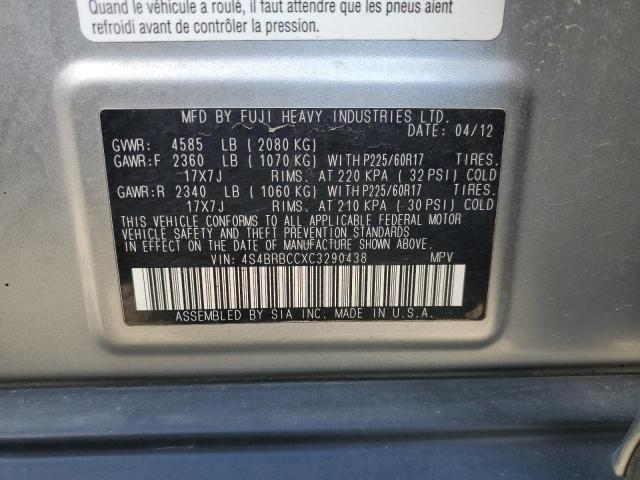 Quand le véhicule a roulé, il faut attendre que les pneus aient
refroidi avant de contrôler la pression.
MFD BY FUJI HEAVY INDUSTRIES LTD.
DATE: 04/12
GVWR: 4585 LB (2080 KG)
GAWR:F 2360 LB (1070 KG) WITH P225/60R17 TIRES.
17X7J RIMS. AT 220 KPA (32 PSI) COLD
GAWR:R 2340 LB (1060 KG) WITH P225/60R17 TIRES.
17X7J RIMS. AT 210 KPA (30 PSI) COLD
THIS VEHICLE CONFORMS TO ALL APPLICABLE FEDERAL MOTOR
VEHICLE SAFETY AND THEFT PREVENTION STANDARDS
IN EFFECT ON THE DATE OF MANUFACTURE SHOWN ABOVE.
VIN: 4S4BRBCCXC3290438 MPV
ASSEMBLED BY SIA INC. MADE IN U.S.A.